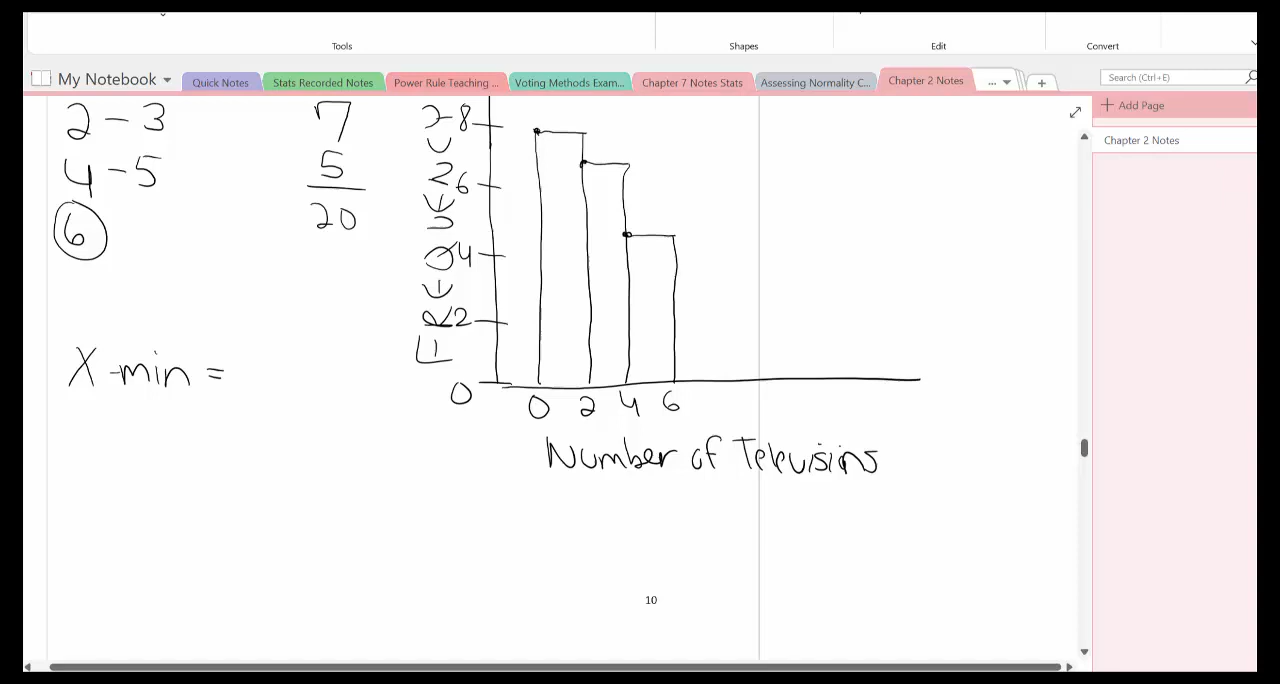 Tools Shapes Edit Convert
My Notebook Quick Notes Stats Recorded Notes Power Rule Teaching ... Voting Methods Exam... Chapter 7 Notes Stats Assessing Normality C... Chapter 2 Notes ... + Search (Ctrl+E)
+ Add Page
Chapter 2 Notes
2 - 3 7
4 - 5 5
6 20
8
6
4
2
0
X-min =
0 2 4 6
Number of Televisions
10